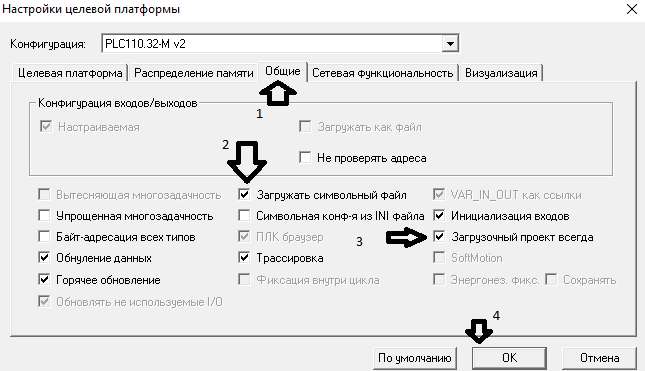 Настройки целевой платформы
Конфигурация: PLC110.32-M v2
Целевая платформа Распределение памяти Общие Сетевая функциональность Визуализация
Конфигурация входов/выходов
1
Настраиваемая Загружать как файл
2
Не проверять адреса
Вытесняющая многозадачность Загружать символьный файл VAR_IN_OUT как ссылки
Упрощенная многозадачность Символьная конф-я из INI файла Инициализация входов
Байт-адресация всех типов ПЛК браузер 3 Загрузочный проект всегда
Обнуление данных Трассировка SoftMotion
Горячее обновление Фиксация внутри цикла Энергонез. фикс. Сохранять
Обновлять не используемые I/O
4
По умолчанию OK Отмена